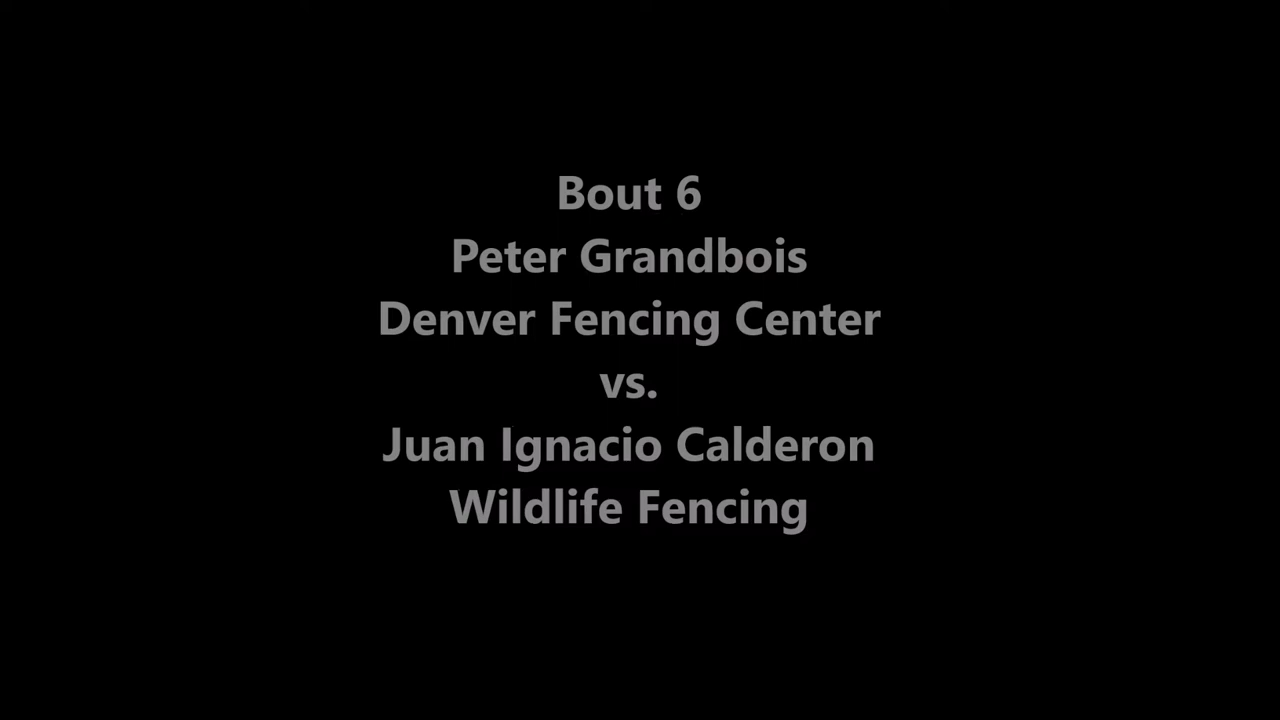 Bout 6
Peter Grandbois
Denver Fencing Center
vs.
Juan Ignacio Calderon
Wildlife Fencing